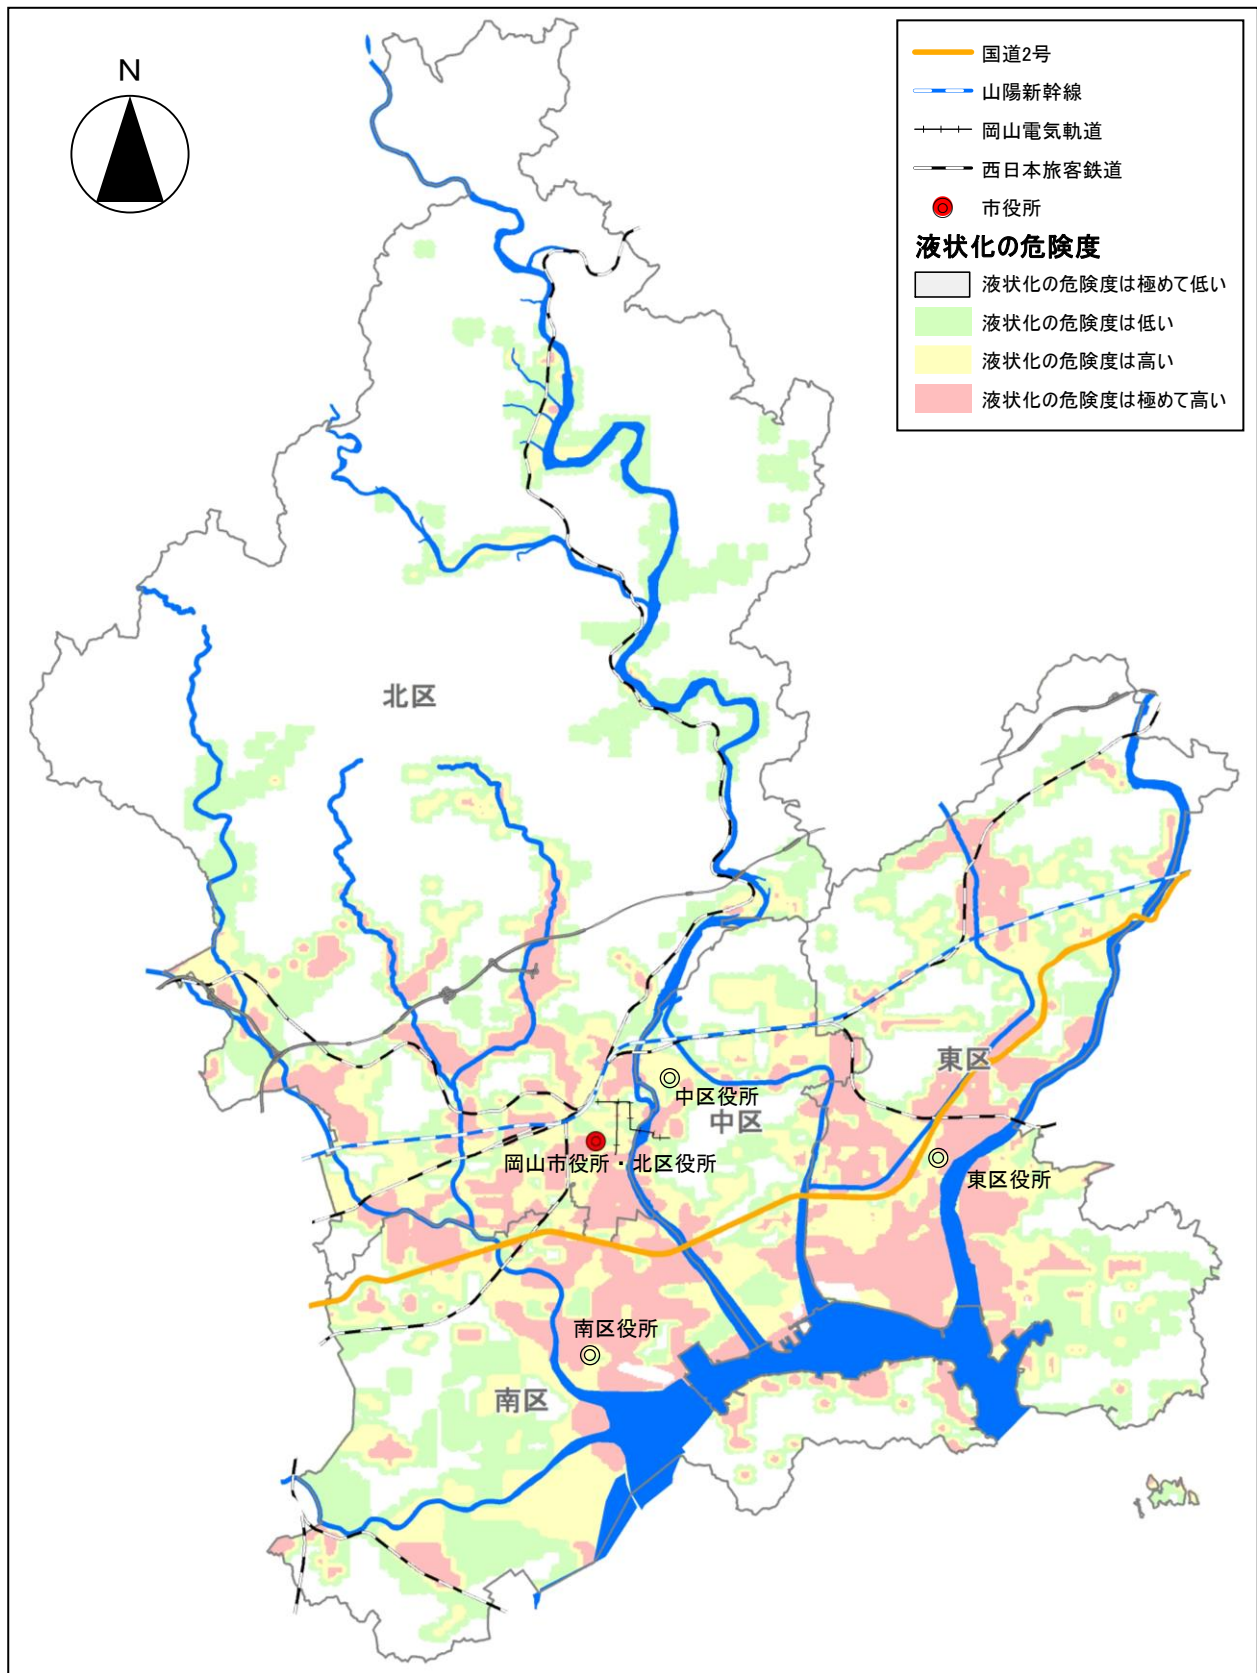 N
国道2号
山陽新幹線
岡山電気軌道
西日本旅客鉄道
市役所
液状化の危険度
液状化の危険度は極めて低い
液状化の危険度は低い
液状化の危険度は高い
液状化の危険度は極めて高い
北区
東区
中区役所
中区
岡山市役所・北区役所
東区役所
南区役所
南区